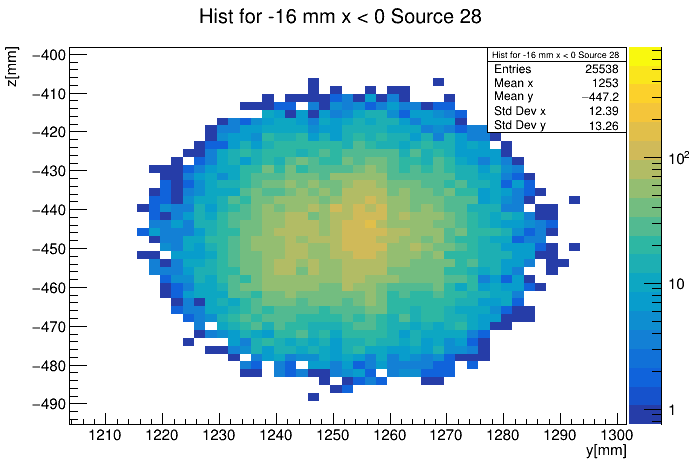 Hist for -16 mm x < 0 Source 28
z[mm]
Hist for -16 mm x < 0 Source 28
Entries 25538
Mean x 1253
Mean y −447.2
Std Dev x 12.39
Std Dev y 13.26
−400
−410
−420
−430
−440
−450
−460
−470
−480
−490
10²
10
1
1210 1220 1230 1240 1250 1260 1270 1280 1290 1300
y[mm]